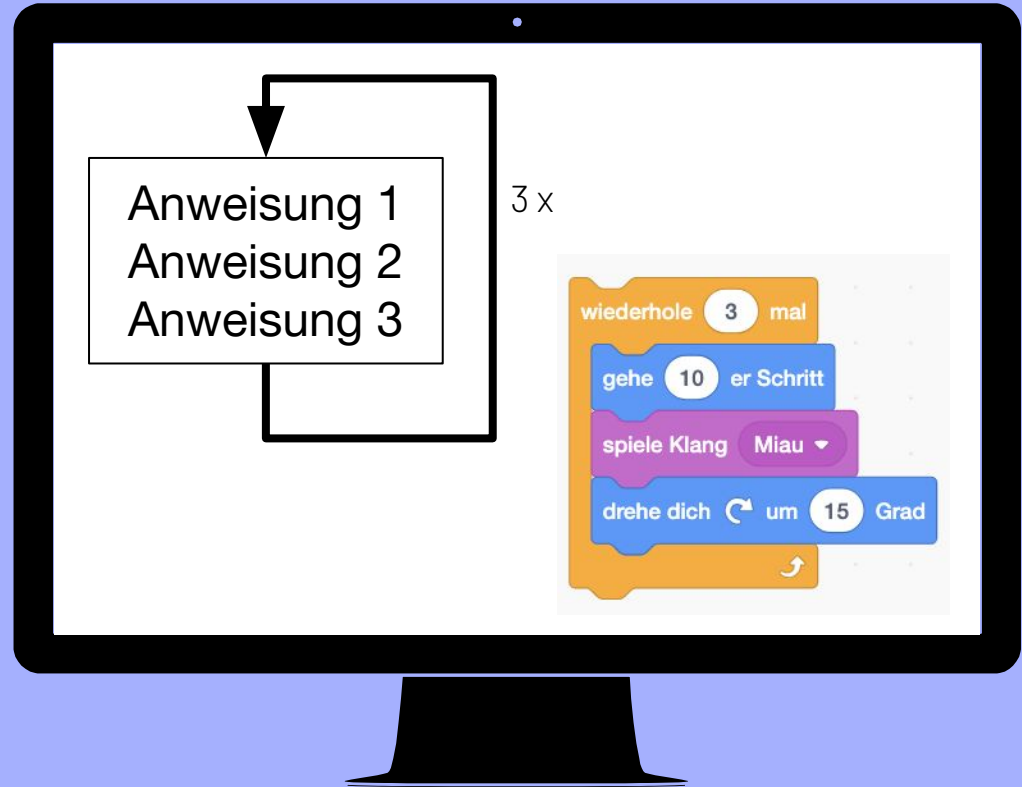 Anweisung 1
Anweisung 2
Anweisung 3
3 x
wiederhole 3 mal
gehe 10 er Schritt
spiele Klang Miau
drehe dich um 15 Grad